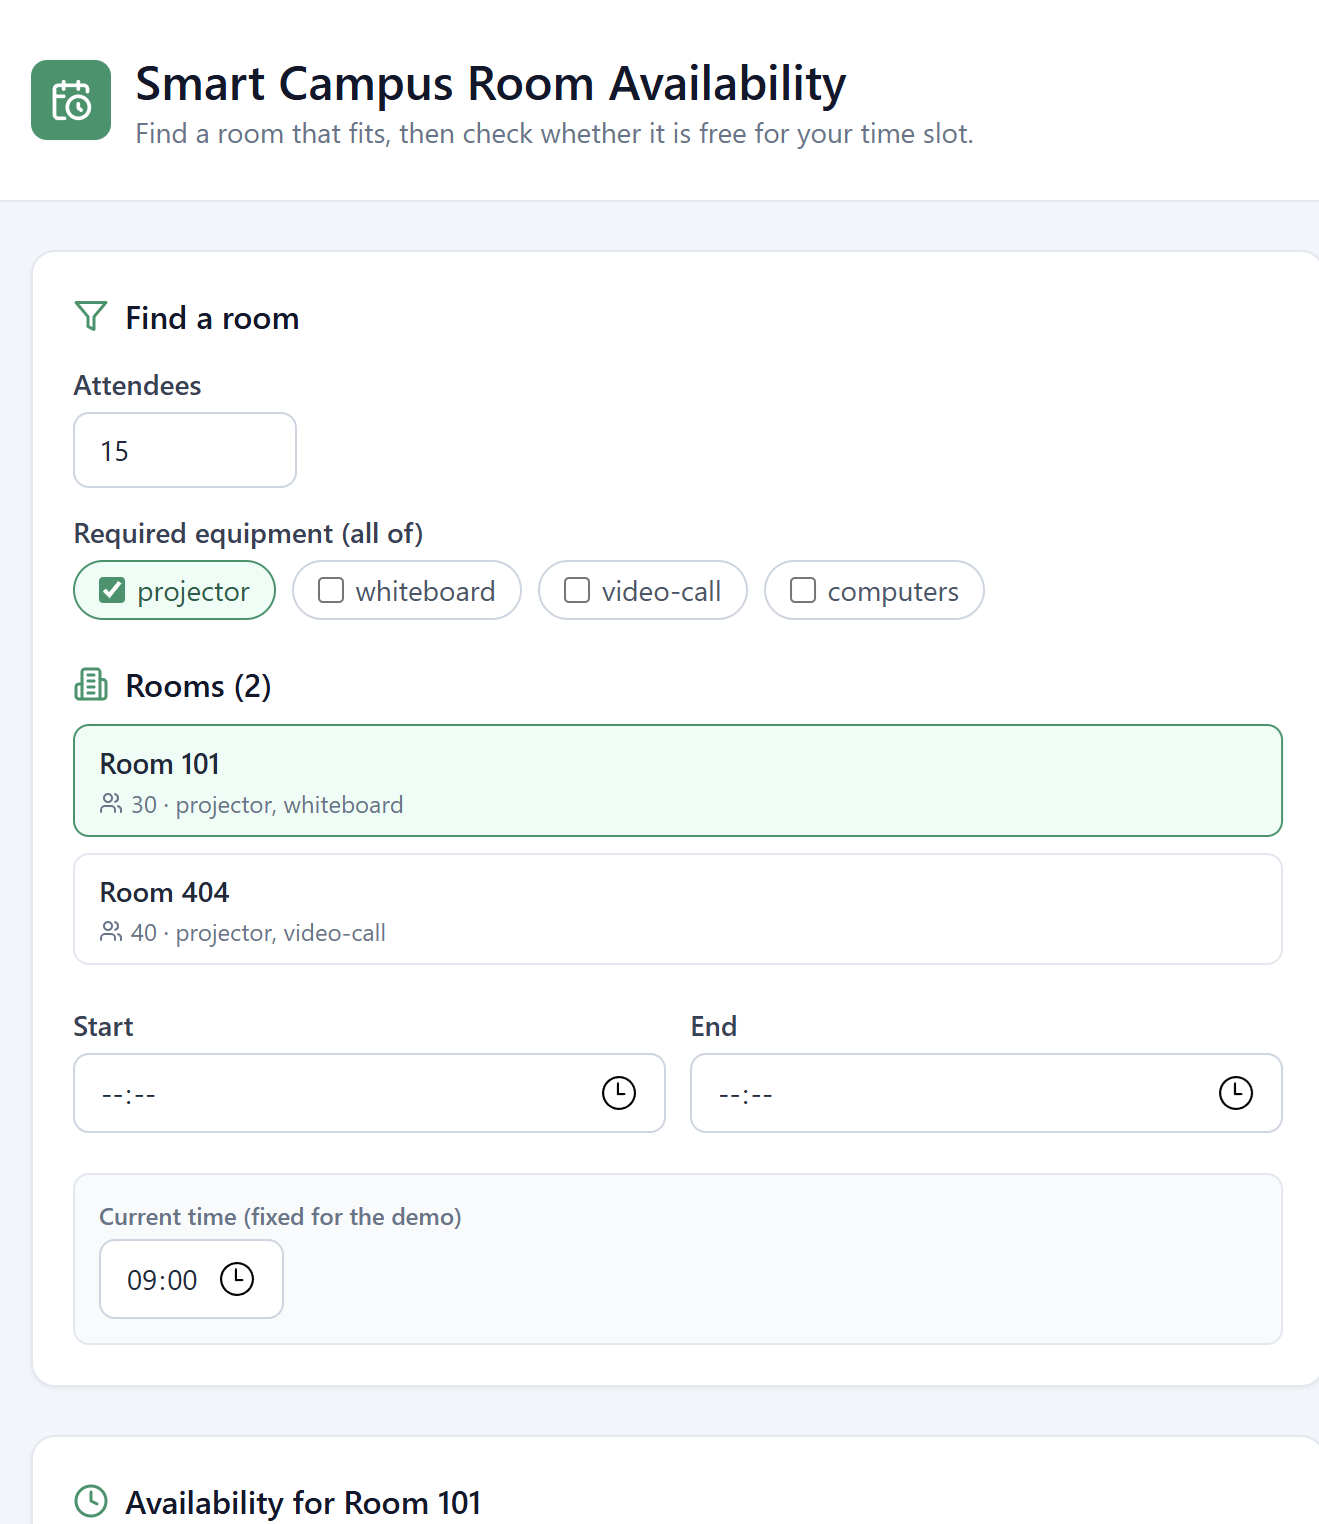 Smart Campus Room Availability
Find a room that fits, then check whether it is free for your time slot.
Find a room
Attendees
15
Required equipment (all of)
projector whiteboard video-call computers
Rooms (2)
Room 101
30 · projector, whiteboard
Room 404
40 · projector, video-call
Start End
--:-- --:--
Current time (fixed for the demo)
09:00
Availability for Room 101